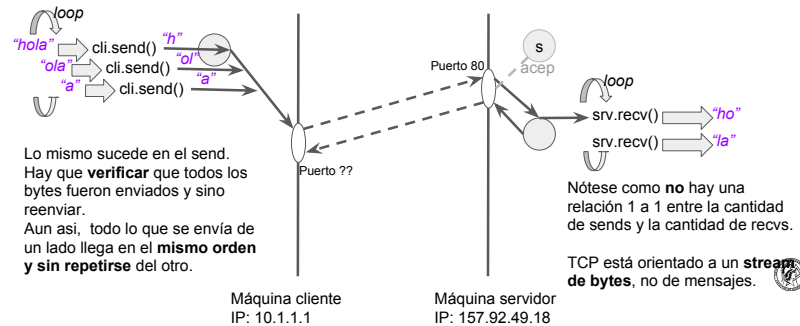 loop
"hola" cli.send() "h"
"ola" cli.send() "ol"
"a" cli.send() "a"
Puerto 80
s
acep
loop
srv.recv() "ho"
srv.recv() "la"
Puerto ??
Lo mismo sucede en el send.
Hay que verificar que todos los
bytes fueron enviados y sino
reenviar.
Aun asi, todo lo que se envía de
un lado llega en el mismo orden
y sin repetirse del otro.
Nótese como no hay una
relación 1 a 1 entre la cantidad
de sends y la cantidad de recvs.
TCP está orientado a un stream
de bytes, no de mensajes.
Máquina cliente
IP: 10.1.1.1
Máquina servidor
IP: 157.92.49.18